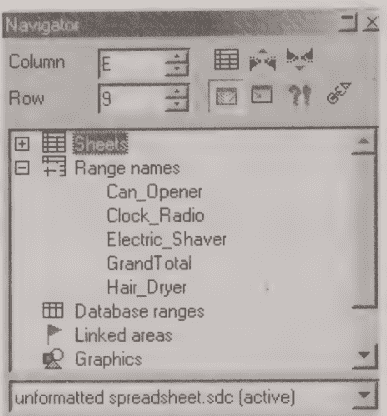 Navigator
Column E
Row 9
Sheets
Range names
Can_Opener
Clock_Radio
Electric_Shaver
GrandTotal
Hair_Dryer
Database ranges
Linked areas
Graphics
unformatted spreadsheet.sdc (active)